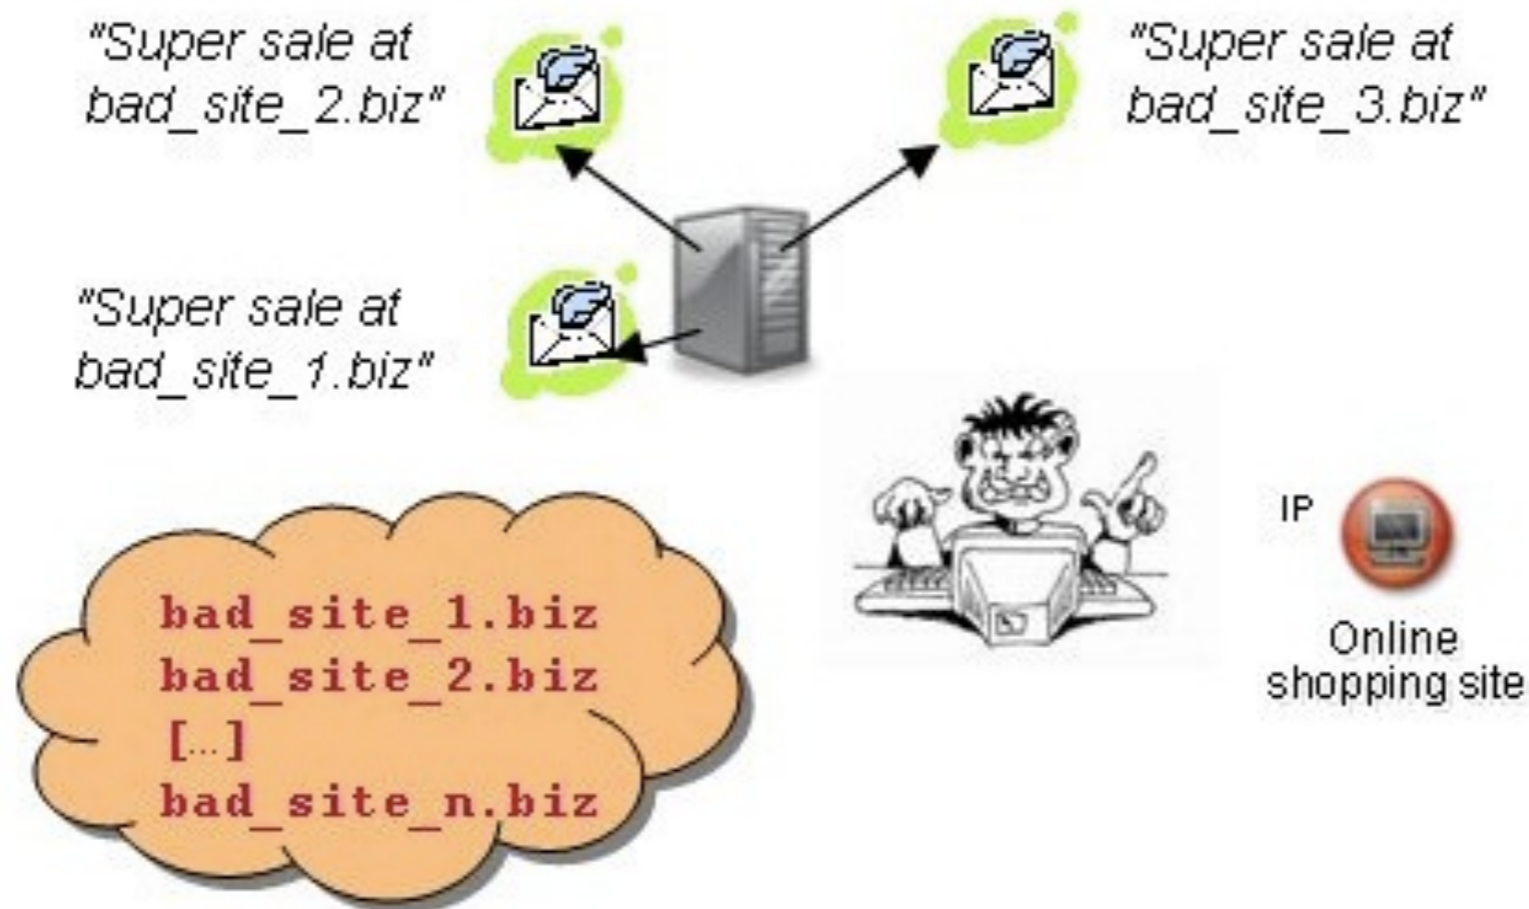 "Super sale at
bad_site_2.biz"
"Super sale at
bad_site_3.biz"
"Super sale at
bad_site_1.biz"
IP
Online
shopping site
bad_site_1.biz
bad_site_2.biz
[...]
bad_site_n.biz